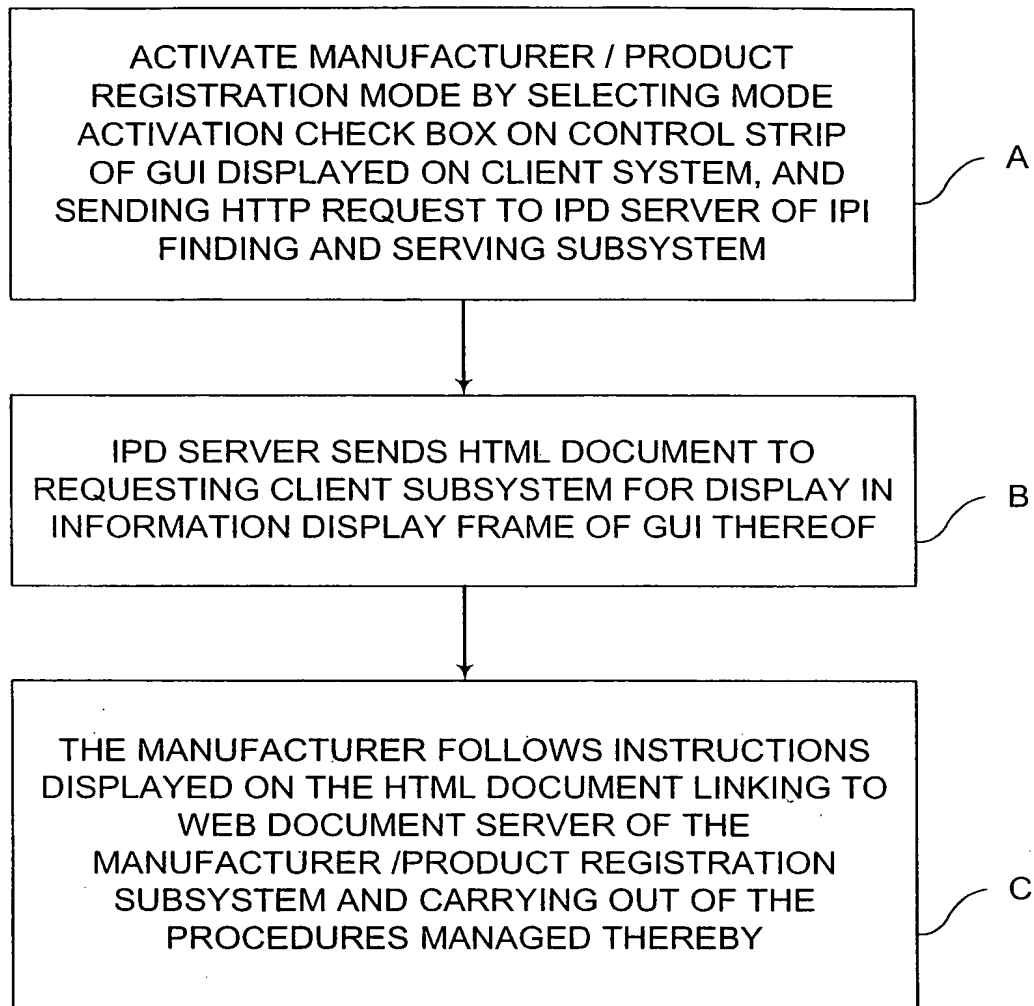 ACTIVATE MANUFACTURER / PRODUCT
REGISTRATION MODE BY SELECTING MODE
ACTIVATION CHECK BOX ON CONTROL STRIP
OF GUI DISPLAYED ON CLIENT SYSTEM, AND
SENDING HTTP REQUEST TO IPD SERVER OF IPI
FINDING AND SERVING SUBSYSTEM
A
IPD SERVER SENDS HTML DOCUMENT TO
REQUESTING CLIENT SUBSYSTEM FOR DISPLAY IN
INFORMATION DISPLAY FRAME OF GUI THEREOF
B
THE MANUFACTURER FOLLOWS INSTRUCTIONS
DISPLAYED ON THE HTML DOCUMENT LINKING TO
WEB DOCUMENT SERVER OF THE
MANUFACTURER /PRODUCT REGISTRATION
SUBSYSTEM AND CARRYING OUT OF THE
PROCEDURES MANAGED THEREBY
C